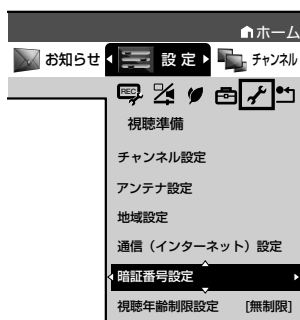 ホーム
お知らせ 設定 チャンネル
REC
視聴準備
チャンネル設定
アンテナ設定
地域設定
通信（インターネット）設定
暗証番号設定
視聴年齢制限設定 [無制限]